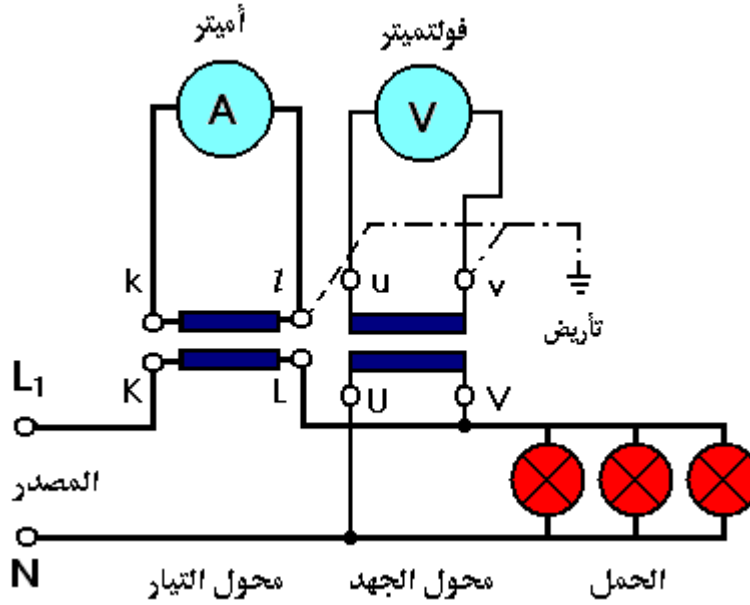 أميتر
فولتميتر
A
V
k
l
u
v
تأريض
K
L
U
V
L1
المصدر
N
محول التيار
محول الجهد
الحمل